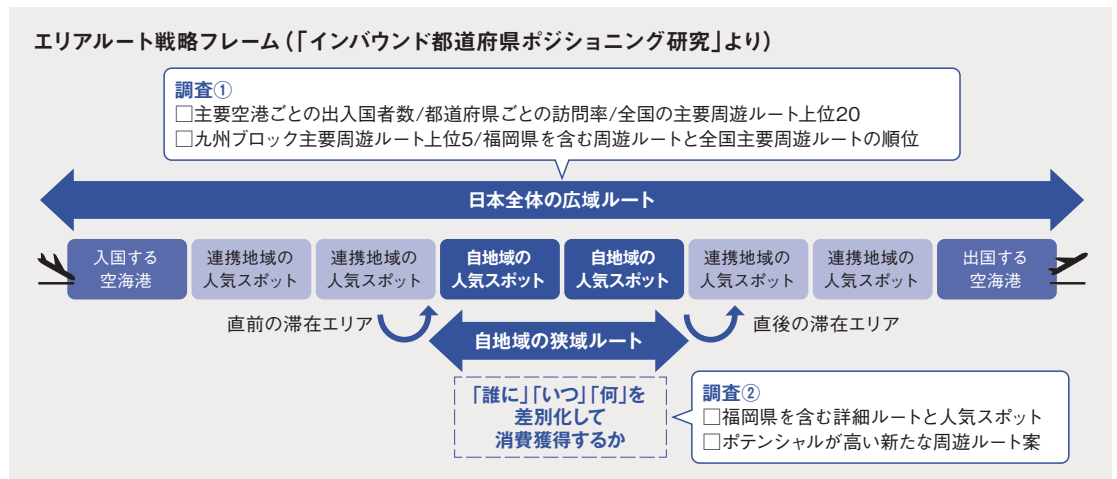 エリアルート戦略フレーム（「インバウンド都道府県ポジショニング研究」より）
調査①
□主要空港ごとの出入国者数/都道府県ごとの訪問率/全国の主要周遊ルート上位20
□九州ブロック主要周遊ルート上位5/福岡県を含む周遊ルートと全国主要周遊ルートの順位
日本全体の広域ルート
入国する
空海港
連携地域の
人気スポット
連携地域の
人気スポット
自地域の
人気スポット
自地域の
人気スポット
連携地域の
人気スポット
連携地域の
人気スポット
出国する
空海港
直前の滞在エリア
自地域の狭域ルート
直後の滞在エリア
「誰に」「いつ」「何」を
差別化して
消費獲得するか
調査②
□福岡県を含む詳細ルートと人気スポット
□ポテンシャルが高い新たな周遊ルート案